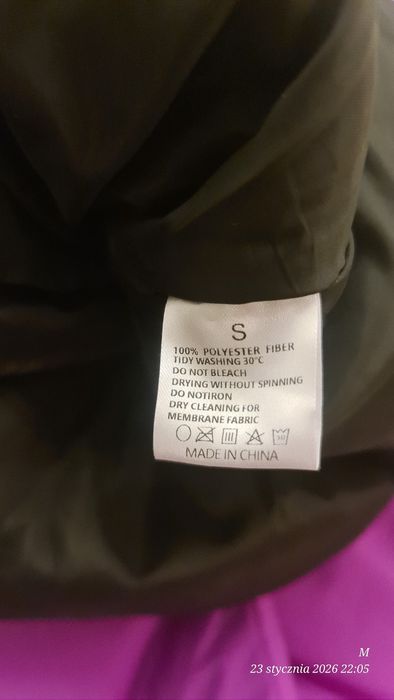 S
100% POLYESTER FIBER
TIDY WASHING 30°C
DO NOT BLEACH
DRYING WITHOUT SPINNING
DO NOTIRON
DRY CLEANING FOR
MEMBRANE FABRIC
30
MADE IN CHINA
M
23 stycznia 2026 22:05